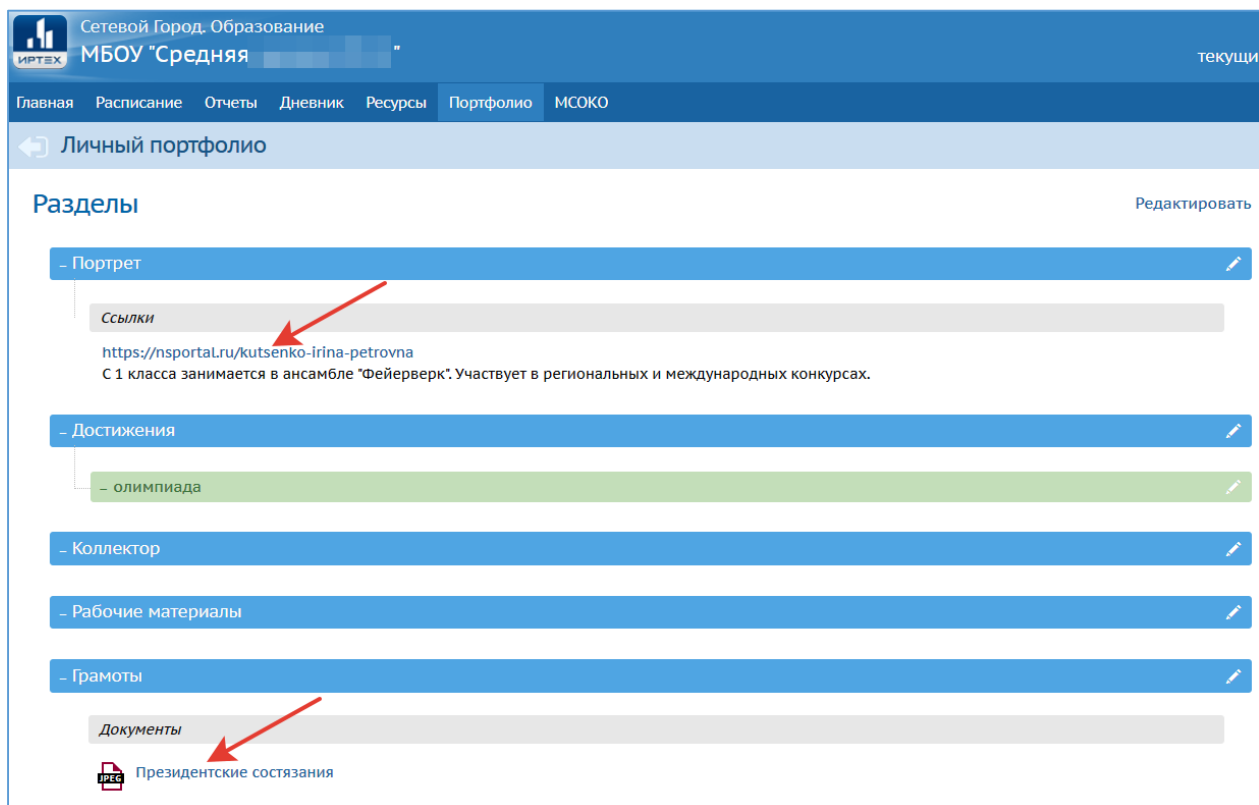 Сетевой Город. Образование
ИРТЕХ МБОУ "Средняя "
текущи
Главная Расписание Отчеты Дневник Ресурсы Портфолио МСОКО
Личный портфолио
Разделы Редактировать
– Портрет
Ссылки
https://nsportal.ru/kutsenko-irina-petrovna
С 1 класса занимается в ансамбле "Фейерверк". Участвует в региональных и международных конкурсах.
– Достижения
– олимпиада
– Коллектор
– Рабочие материалы
– Грамоты
Документы
JPEG Президентские состязания